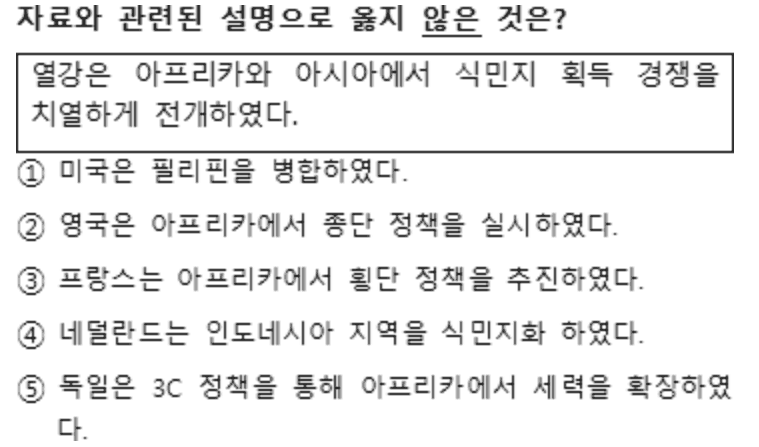 자료와 관련된 설명으로 옳지 않은 것은?
열강은 아프리카와 아시아에서 식민지 획득 경쟁을
치열하게 전개하였다.
① 미국은 필리핀을 병합하였다.
② 영국은 아프리카에서 종단 정책을 실시하였다.
③ 프랑스는 아프리카에서 횡단 정책을 추진하였다.
④ 네덜란드는 인도네시아 지역을 식민지화 하였다.
⑤ 독일은 3C 정책을 통해 아프리카에서 세력을 확장하였
다.